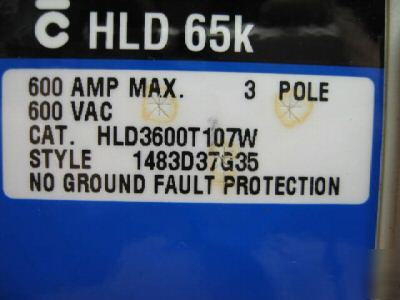 C HLD 65k
600 AMP MAX. 3 POLE
600 VAC
CAT. HLD3600T107W
STYLE 1483D37G35
NO GROUND FAULT PROTECTION